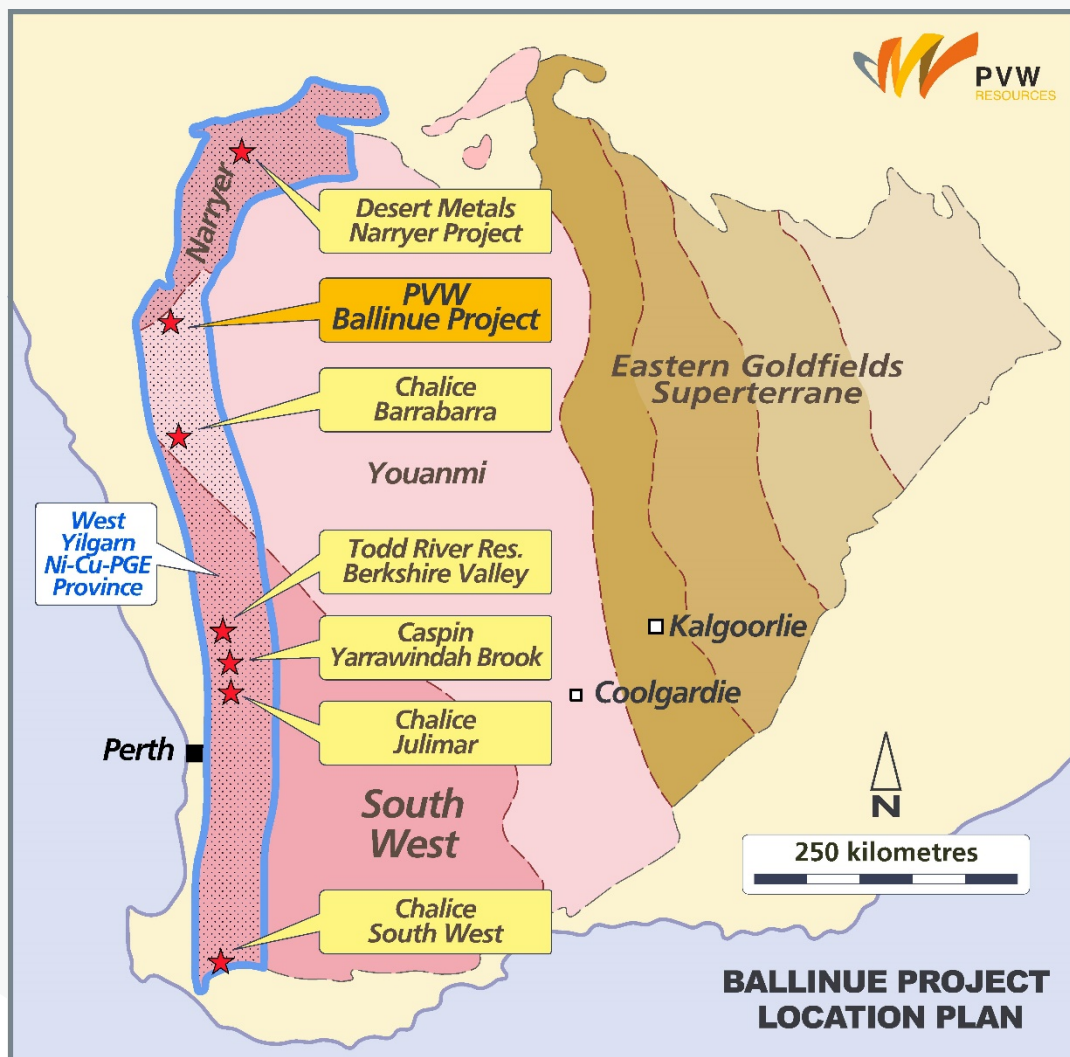 PVW
RESOURCES
Narryer
Desert Metals
Narryer Project
PVW
Ballinue Project
Chalice
Barrabarra
Eastern Goldfields
Superterrane
Youanmi
West
Yilgarn
Ni-Cu-PGE
Province
Todd River Res.
Berkshire Valley
Caspin
Yarrawindah Brook
Kalgoorlie
Coolgardie
Chalice
Julimar
Perth
South
West
N
250 kilometres
Chalice
South West
BALLINUE PROJECT
LOCATION PLAN